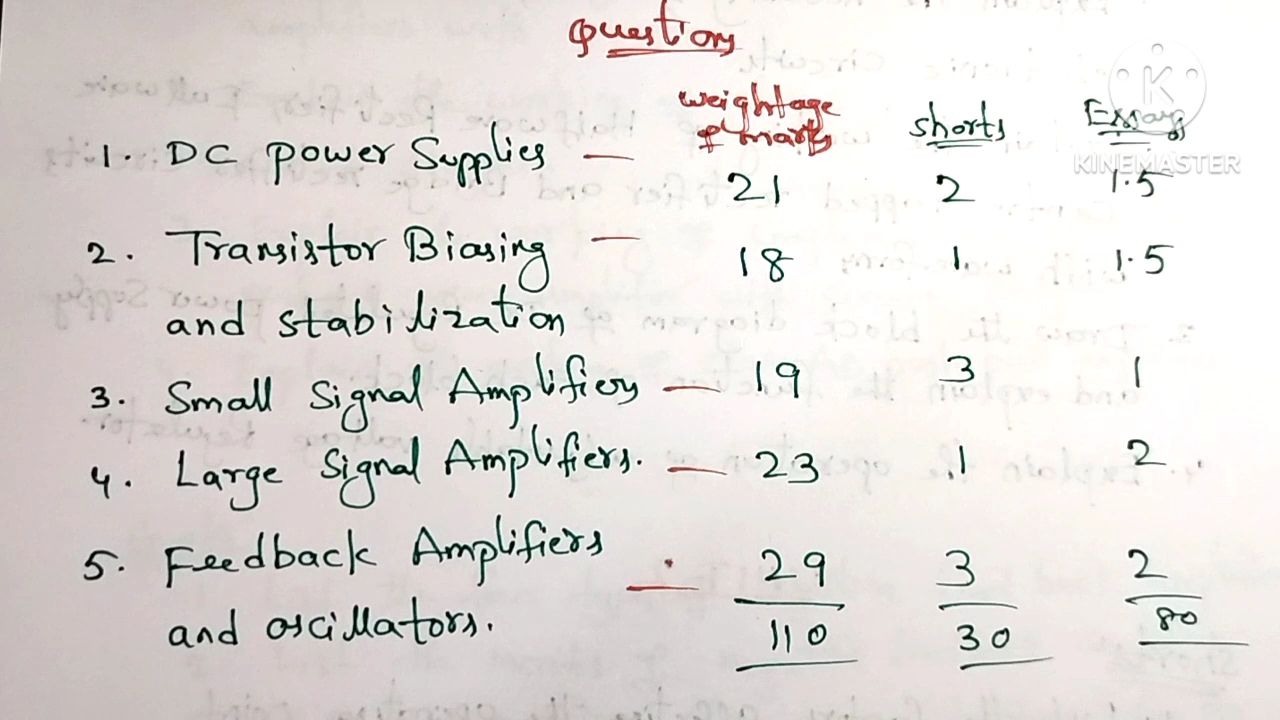 Questions
weightage of marks shorts Essays
1. DC power Supplies — 21 2 1.5
2. Transistor Biasing — 18 1 1.5
and stabilization
3. Small Signal Amplifiers — 19 3 1
4. Large Signal Amplifiers. — 23 1 2
5. Feedback Amplifiers — 29 3 2
and oscillators. 110 30 80
K
KINEMASTER